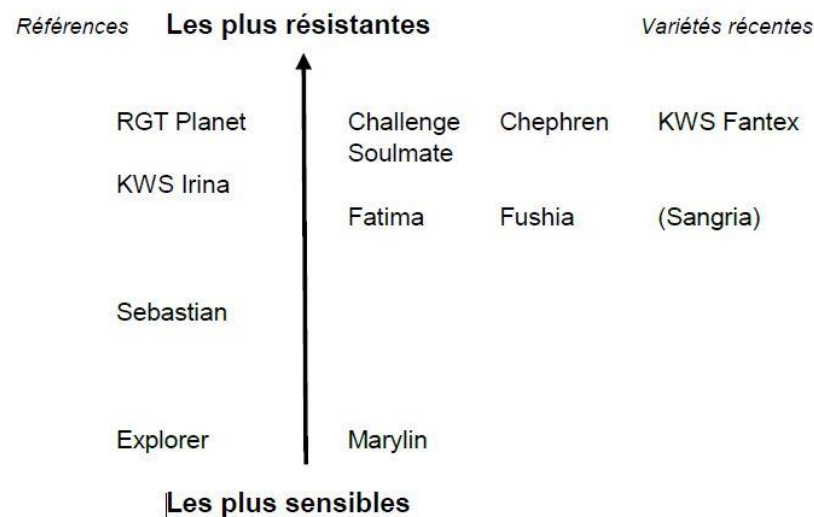 Références Les plus résistantes Variétés récentes
RGT Planet Challenge Chephren KWS Fantex
Soulmate
KWS Irina
Fatima Fushia (Sangria)
Sebastian
Explorer Marylin
Les plus sensibles